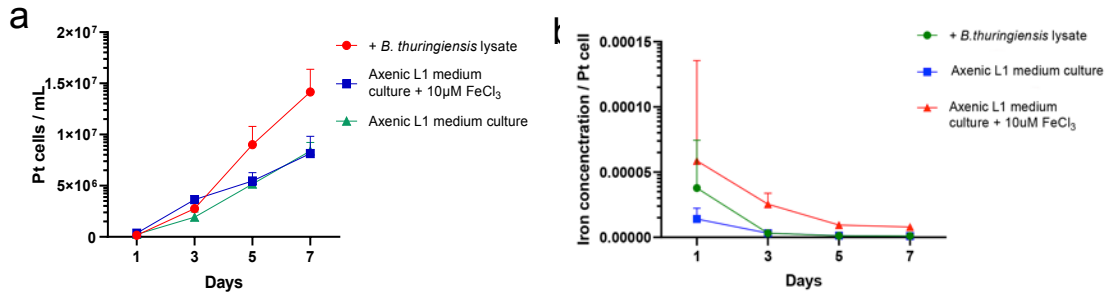 a
2×10⁷
1.5×10⁷
1×10⁷
5×10⁶
0
Pt cells / mL
1 3 5 7
Days
+ B. thuringiensis lysate
Axenic L1 medium
culture + 10µM FeCl₃
Axenic L1 medium culture
b
0.00015
0.00010
0.00005
0.00000
Iron concenctration / Pt cell
1 3 5 7
Days
+ B.thuringiensis lysate
Axenic L1 medium culture
Axenic L1 medium
culture + 10uM FeCl₃